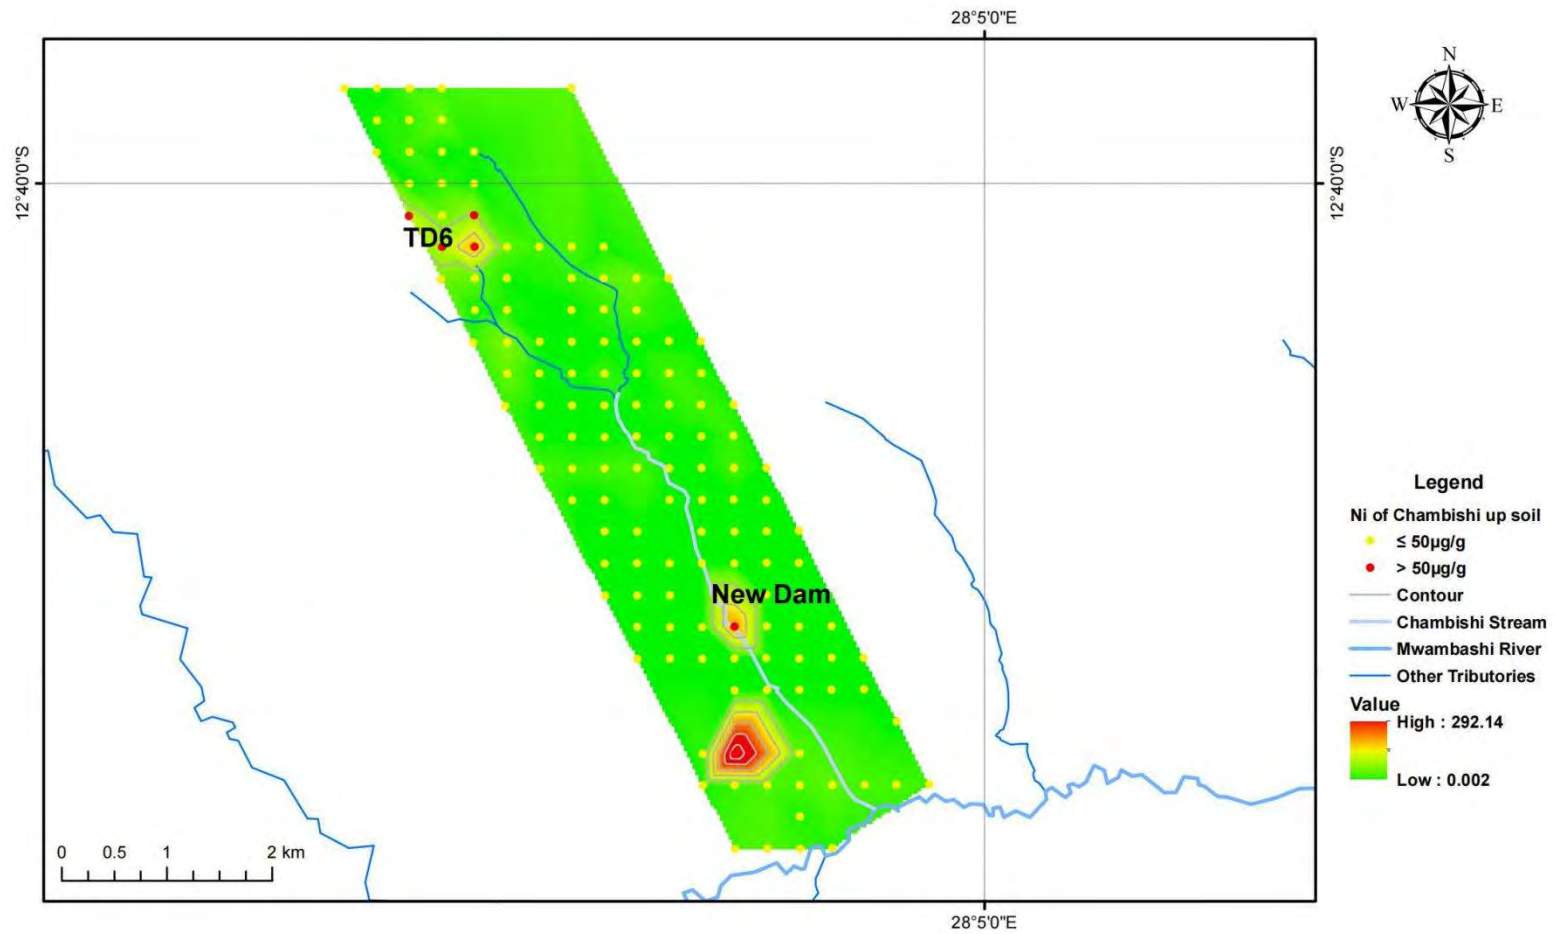 28°5'0"E
N
W E
S
12°40'0"S
12°40'0"S
TD6
New Dam
Legend
Ni of Chambishi up soil
≤ 50µg/g
> 50µg/g
Contour
Chambishi Stream
Mwambashi River
Other Tributories
Value
High : 292.14
Low : 0.002
0 0.5 1 2 km
28°5'0"E